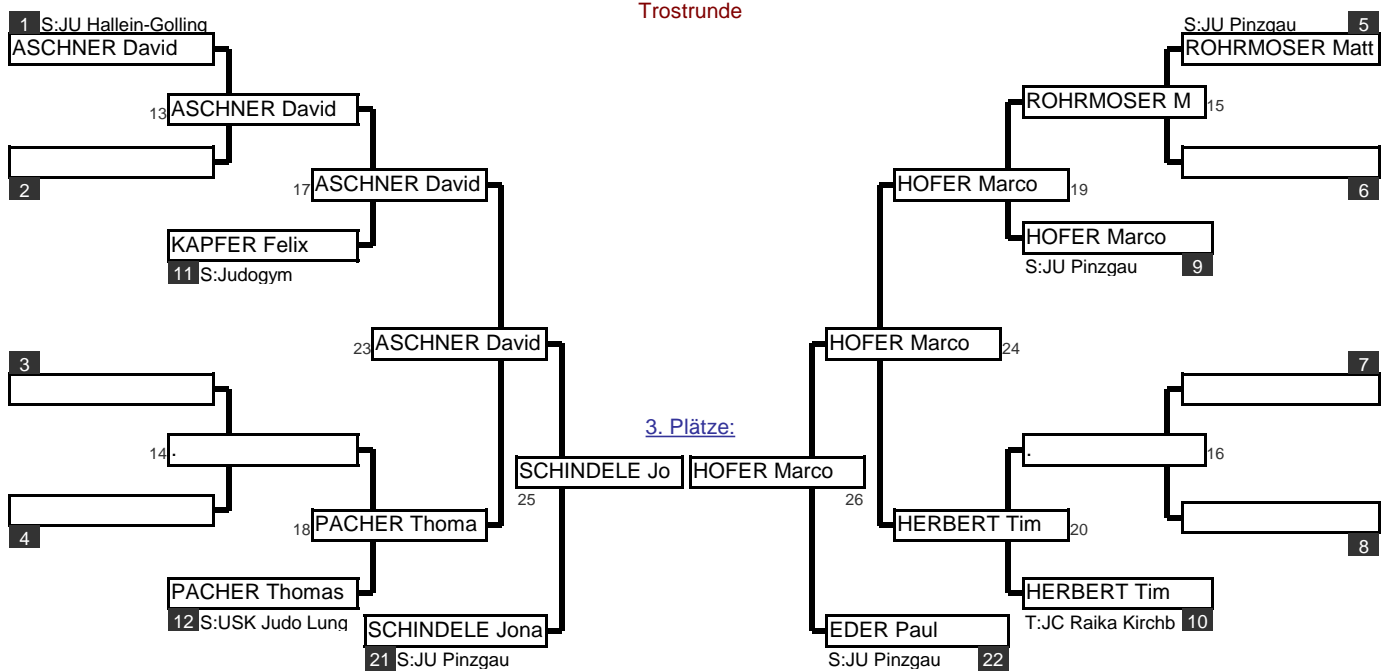 Trostrunde
1 S:JU Hallein-Golling
ASCHNER David
13 ASCHNER David
2
17 ASCHNER David
KAPFER Felix
11 S:Judogym
23 ASCHNER David
3
14 .
4
18 PACHER Thoma
PACHER Thomas
12 S:USK Judo Lung
SCHINDELE Jona
21 S:JU Pinzgau
3. Plätze:
SCHINDELE Jo
25
HOFER Marco
26
S:JU Pinzgau 5
ROHRMOSER Matt
ROHRMOSER M 15
6
HOFER Marco 19
HOFER Marco
S:JU Pinzgau 9
HOFER Marco 24
7
. 16
8
HERBERT Tim 20
HERBERT Tim
T:JC Raika Kirchb 10
EDER Paul
S:JU Pinzgau 22